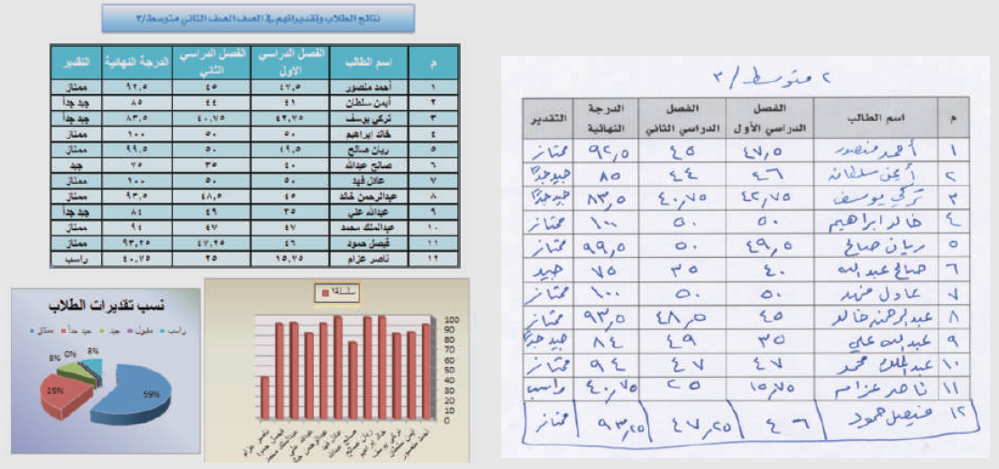 نتائج الطلاب وتقديراتهم في الصف الصف الثاني متوسط/٣
م اسم الطالب الفصل الدراسي الاول الفصل الدراسي الثاني الدرجة النهائية التقدير
١ أحمد منصور ٤٧,٥ ٤٥ ٩٢,٥ ممتاز
٢ أيمن سلطان ٤١ ٤٤ ٨٥ جيد جداً
٣ تركي يوسف ٤٢,٧٥ ٤٠,٧٥ ٨٣,٥ جيد جداً
٤ خالد إبراهيم ٥٠ ٥٠ ١٠٠ ممتاز
٥ ريان صالح ٤٩,٥ ٥٠ ٩٩,٥ ممتاز
٦ صالح عبدالله ٤٠ ٣٥ ٧٥ جيد
٧ عادل فهد ٥٠ ٥٠ ١٠٠ ممتاز
٨ عبدالرحمن خالد ٤٥ ٤٨,٥ ٩٣,٥ ممتاز
٩ عبدالله علي ٣٥ ٤٩ ٨٤ جيد جداً
١٠ عبدالملك محمد ٤٧ ٤٧ ٩٤ ممتاز
١١ فيصل حمود ٤٦ ٤٧,٢٥ ٩٣,٢٥ ممتاز
١٢ ناصر عزام ١٥,٧٥ ٢٥ ٤٠,٧٥ راسب
٢ متوسط/٣
م اسم الطالب الفصل الدراسي الأول الفصل الدراسي الثاني الدرجة النهائية التقدير
١ أحمد منصور ٤٧,٥ ٤٥ ٩٢,٥ ممتاز
٢ أيمن سلطان ٤٦ ٤٤ ٨٥ جيد جداً
٣ تركي يوسف ٤٢,٧٥ ٤٠,٧٥ ٨٣,٥ جيد جداً
٤ خالد ابراهيم ٥٠ ٥٠ ١٠٠ ممتاز
٥ ريان صالح ٤٩,٥ ٥٠ ٩٩,٥ ممتاز
٦ صالح عبدالله ٤٠ ٣٥ ٧٥ جيد
٧ عادل فهد ٥٠ ٥٠ ١٠٠ ممتاز
٨ عبدالرحمن خالد ٤٥ ٤٨,٥ ٩٣,٥ ممتاز
٩ عبدالله علي ٣٥ ٤٩ ٨٤ جيد جداً
١٠ عبدالملك محمد ٤٧ ٤٧ ٩٤ ممتاز
١١ ناصر عزام ١٥,٧٥ ٢٥ ٤٠,٧٥ راسب
١٢ فيصل حمود ٤٦ ٤٧,٢٥ ٩٣,٢٥ ممتاز
نسب تقديرات الطلاب
ممتاز جيد جداً جيد مقبول راسب
8% 0% 8%
25% 59%
سلسلة١
100
90
80
70
60
50
40
30
20
10
0
أحمد منصور
أيمن سلطان
تركي يوسف
خالد إبراهيم
ريان صالح
صالح عبدالله
عادل فهد
عبدالرحمن
عبدالله علي
عبدالملك محمد
فيصل حمود
ناصر عزام